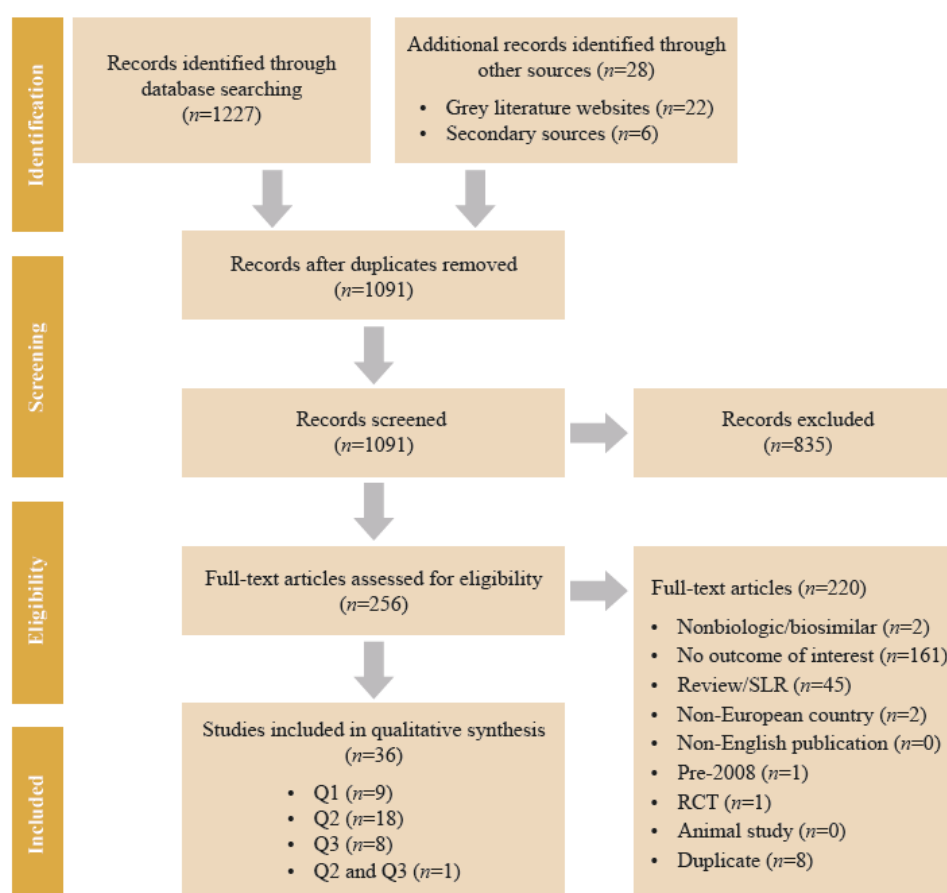 Identification
Records identified through
database searching
(n=1227)
Additional records identified through
other sources (n=28)
• Grey literature websites (n=22)
• Secondary sources (n=6)
Screening
Records after duplicates removed
(n=1091)
Records screened
(n=1091)
Records excluded
(n=835)
Eligibility
Full-text articles assessed for eligibility
(n=256)
Full-text articles (n=220)
• Nonbiologic/biosimilar (n=2)
• No outcome of interest (n=161)
• Review/SLR (n=45)
• Non-European country (n=2)
• Non-English publication (n=0)
• Pre-2008 (n=1)
• RCT (n=1)
• Animal study (n=0)
• Duplicate (n=8)
Included
Studies included in qualitative synthesis
(n=36)
• Q1 (n=9)
• Q2 (n=18)
• Q3 (n=8)
• Q2 and Q3 (n=1)